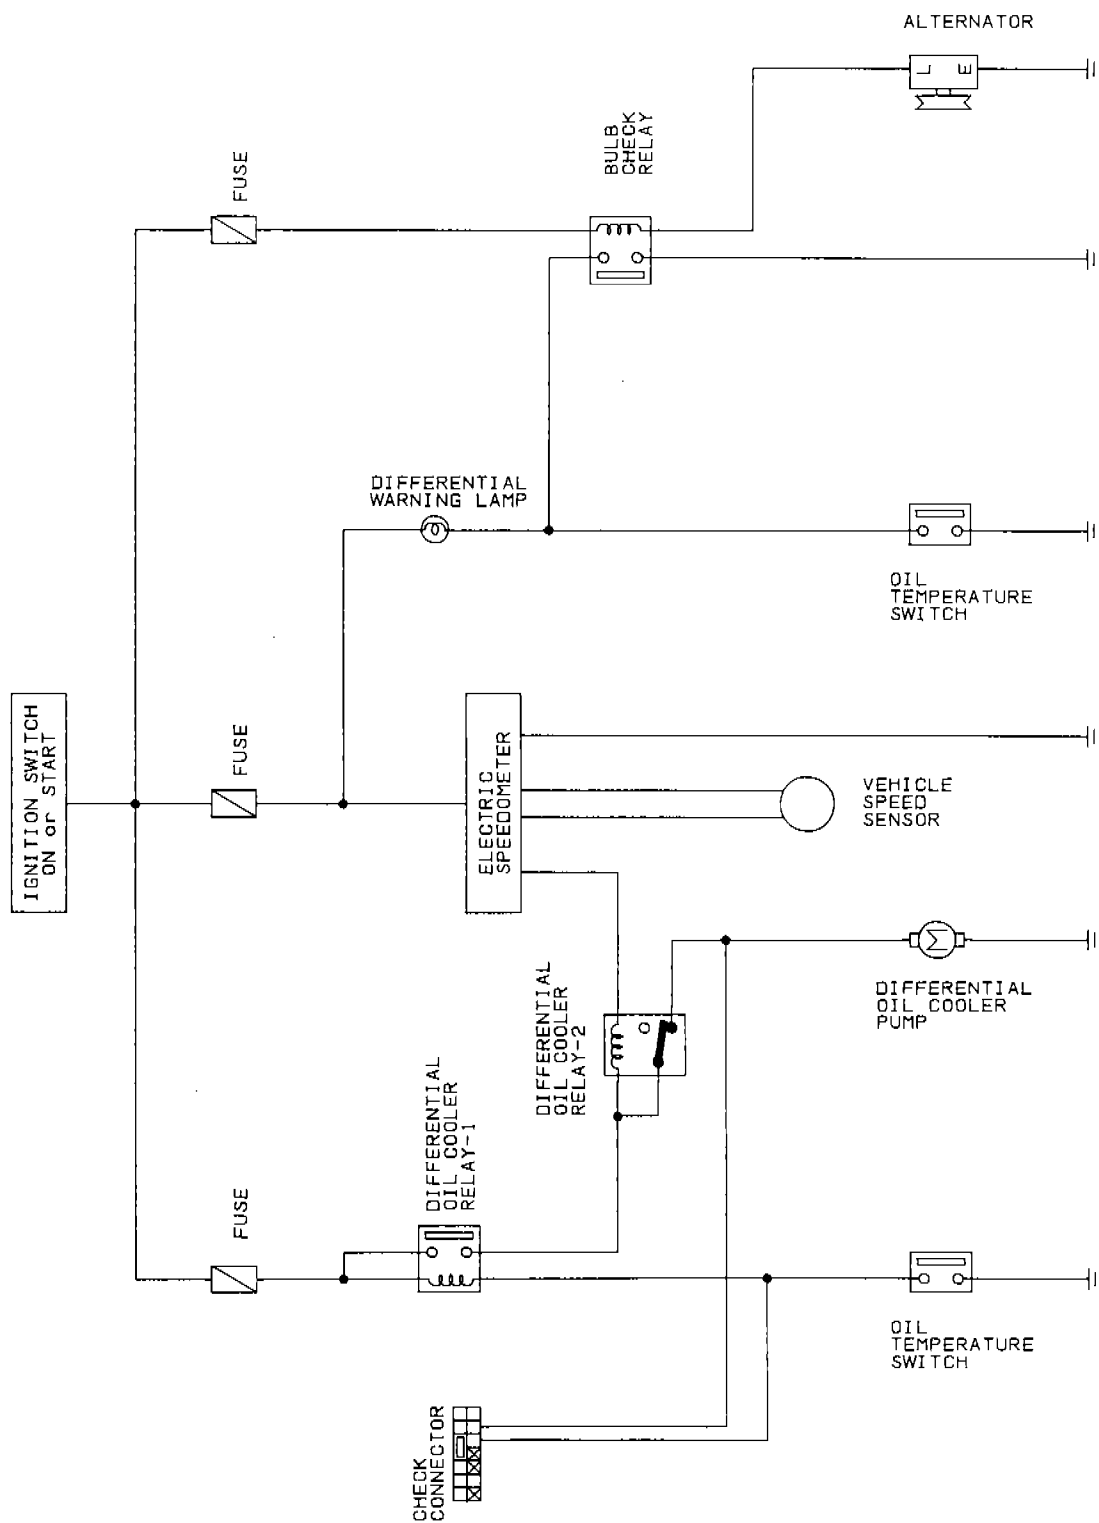 ALTERNATOR
L E
BULB
CHECK
RELAY
FUSE
DIFFERENTIAL
WARNING LAMP
OIL
TEMPERATURE
SWITCH
IGNITION SWITCH
ON or START
FUSE
ELECTRIC
SPEEDOMETER
VEHICLE
SPEED
SENSOR
DIFFERENTIAL
OIL COOLER
RELAY-2
M
DIFFERENTIAL
OIL COOLER
PUMP
DIFFERENTIAL
OIL COOLER
RELAY-1
FUSE
OIL
TEMPERATURE
SWITCH
CHECK
CONNECTOR